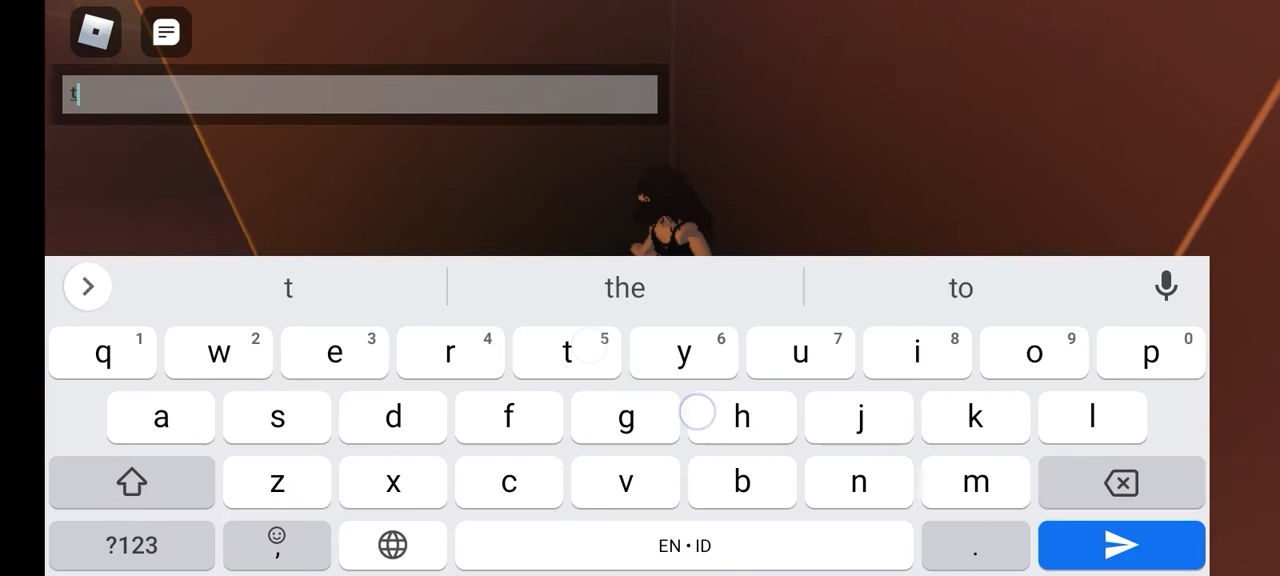 t
t the to
q 1 w 2 e 3 r 4 t 5 y 6 u 7 i 8 o 9 p 0
a s d f g h j k l
z x c v b n m
?123 , EN • ID .